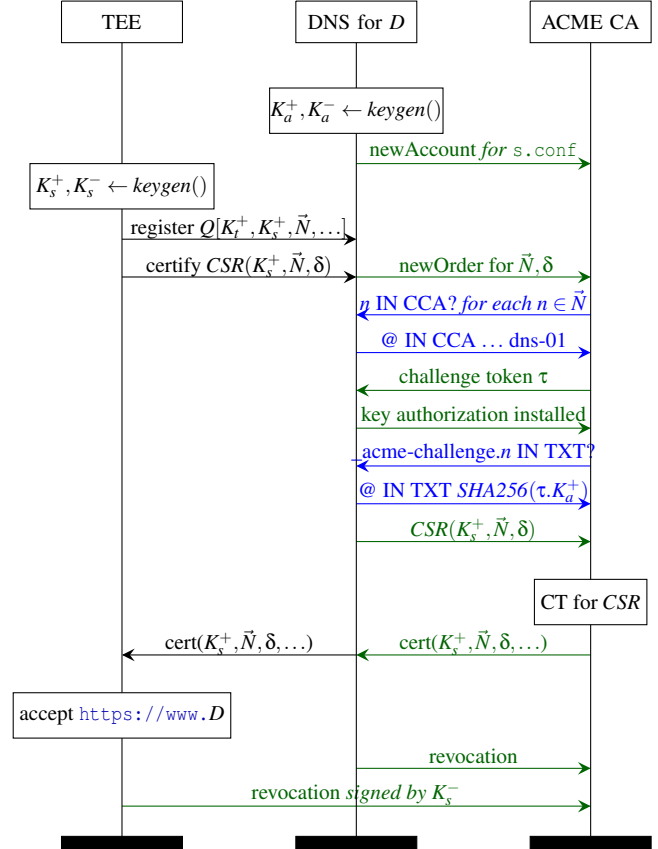 TEE
DNS for D
ACME CA
K_a^+, K_a^- ← keygen()
newAccount for s.conf
K_s^+, K_s^- ← keygen()
register Q[K_t^+, K_s^+, N⃗, …]
certify CSR(K_s^+, N⃗, δ)
newOrder for N⃗, δ
n IN CCA? for each n ∈ N⃗
@ IN CCA … dns-01
challenge token τ
key authorization installed
_acme-challenge.n IN TXT?
@ IN TXT SHA256(τ.K_a^+)
CSR(K_s^+, N⃗, δ)
CT for CSR
cert(K_s^+, N⃗, δ, …)
cert(K_s^+, N⃗, δ, …)
accept https://www.D
revocation
revocation signed by K_s^-